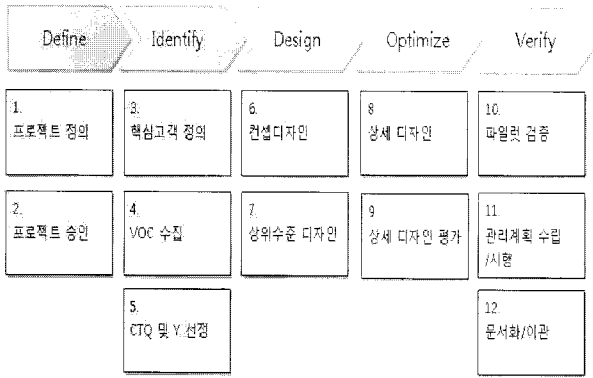 Define
Identify
Design
Optimize
Verify
1.
프로젝트 정의
3.
핵심고객 정의
6.
컨셉디자인
8
상세 디자인
10.
파일럿 검증
2.
프로젝트 승인
4.
VOC 수집
7.
상위수준 디자인
9
상세 디자인 평가
11.
관리계획 수립
/시행
5.
CTQ 및 Y 선정
12.
문서화/이관